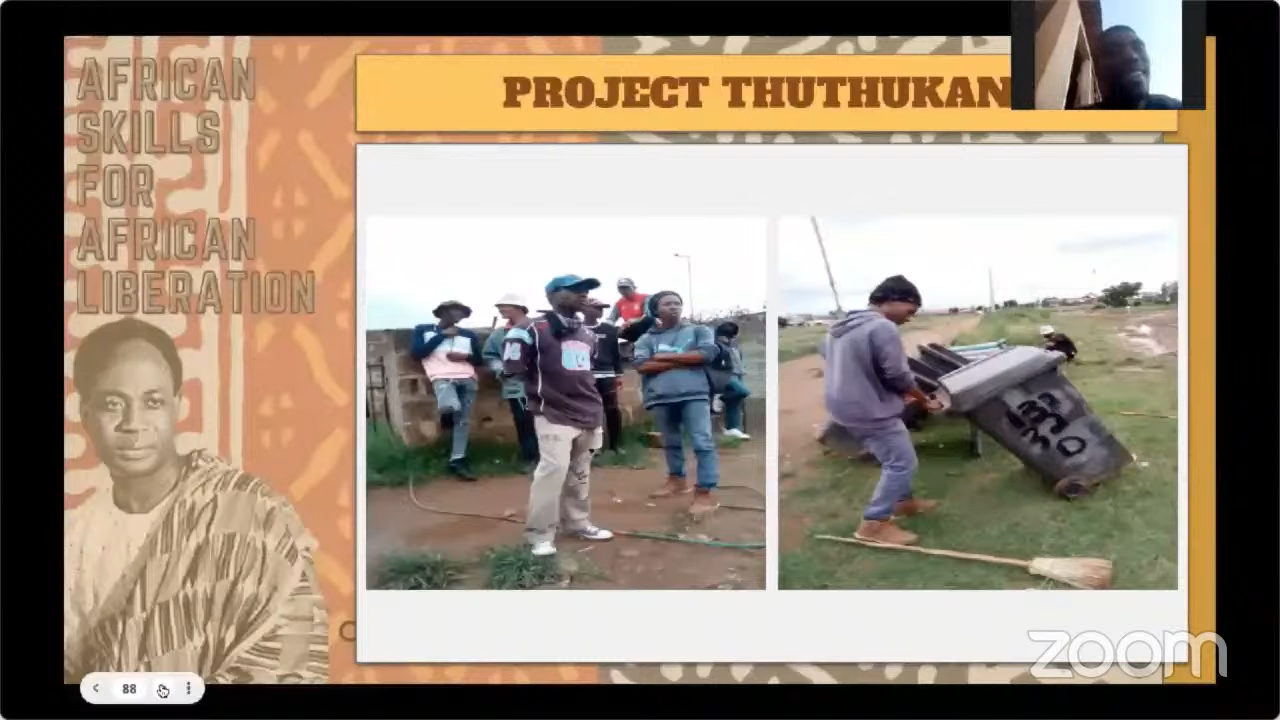 AFRICAN
SKILLS
FOR
AFRICAN
LIBERATION
PROJECT THUTHUKAN
zoom
88